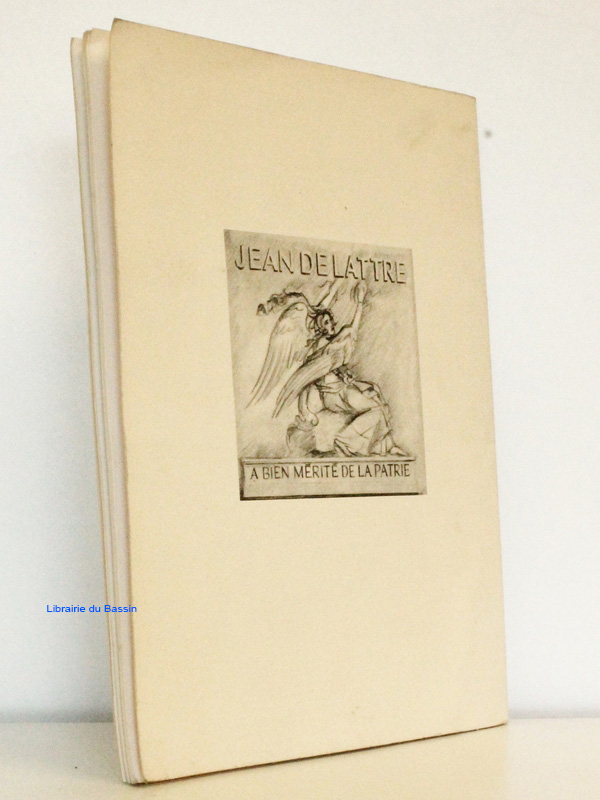 JEAN DE LATTRE
A BIEN MÉRITÉ DE LA PATRIE
Librairie du Bassin